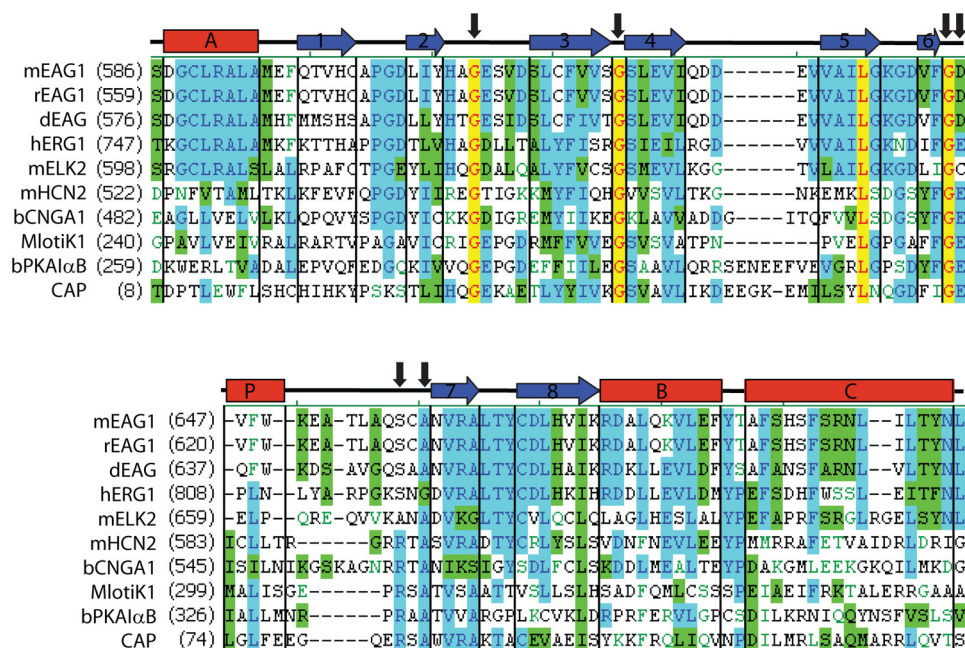 A 1 2 3 4 5 6
mEAG1 (586) SDGCLRALAMEFQTVHCAPGDLIYHAGESVDSLCFVVSGSLEVIQDD------EVVAILGKGDVFGD
rEAG1 (559) SDGCLRALAMEFQTVHCAPGDLIYHAGESVDSLCFVVSGSLEVIQDD------EVVAILGKGDVFGD
dEAG (576) SDGCLRALAMHFMMSHSAPGDLLYHTGESIDSLCFIVTGSLEVIQDD------EVVAILGKGDVFGD
hERG1 (747) TKGCLRALAMKFKTTHAPPGDTLVHAGDLLTALYFISRGSIEILRGD------VVVAILGKNDIFGE
mELK2 (598) SRGCLRALSLALRPAFCTPGEYLIHQGDALQALYFVCSGSMEVLKGG------TVLAILGKGDLIGC
mHCN2 (522) DPNFVTAMLTKLKFEVFQPGDYIIREGTIGKKMYFIQHGVVSVLTKG------NKEMKLSDGSYFGE
bCNGA1 (482) EAGLLVELVLKLQPQVYSPGDYICKKGDIGREMYIIKEGKLAVVADDG----ITQFVVLSDGSYFGE
MlotiK1 (240) GPAVLVEIVRALRARTVPAGAVICRIGEPGDRMFFVVEGSVSVATPN--------PVELGPGAFFGE
bPKAIαB (259) DKWERLTVADALEPVQFEDGQKIVVQGEPGDEFFIILEGSAAVLQRRSENEEFVEVGRLGPSDYFGE
CAP (8) TDPTLEWFLSHCHIHKYPSKSTLIHQGEKAETLYYIVKGSVAVLIKDEEGK-EMILSYLNQGDFIGE
P 7 8 B C
mEAG1 (647) -VFW--KEA-TLAQSCANVRALTYCDLHVIKRDALQKVLEFYTAFSHSFSRNL--ILTYNL
rEAG1 (620) -VFW--KEA-TLAQSCANVRALTYCDLHVIKRDALQKVLEFYTAFSHSFSRNL--ILTYNL
dEAG (637) -QFW--KDS-AVGQSAANVRALTYCDLHAIKRDKLLEVLDFYSAFANSFARNL--VLTYNL
hERG1 (808) -PLN--LYA-RPGKSNGDVRALTYCDLHKIHRDDLLEVLDMYPEFSDHFWSSL--EITFNL
mELK2 (659) -ELP--QRE-QVVKANADVKGLTYCVLQCLQLAGLHESLALYPEFAPRFSRGLRGELSYNL
mHCN2 (583) ICLLTR------GRRTASVRADTYCRLYSLSVDNFNEVLEEYPMMRRAFETVAIDRLDRIG
bCNGA1 (545) ISILNIKGSKAGNRRTANIKSIGYSDLFCLSKDDLMEALTEYPDAKGMLEEKGKQILMKDG
MlotiK1 (299) MALISGE------PRSATVSAATTVSLLSLHSADFQMLCSSSPEIAEIFRKTALERRGAAA
bPKAIαB (326) IALLMNR------PRAATVVARGPLKCVKLDRPRFERVLGPCSDILKRNIQQYNSFVSLSV
CAP (74) LGLFEEG-----QERSAWVRAKTACEVAEISYKKFRQLIQVNPDILMRLSAQMARRLQVTS